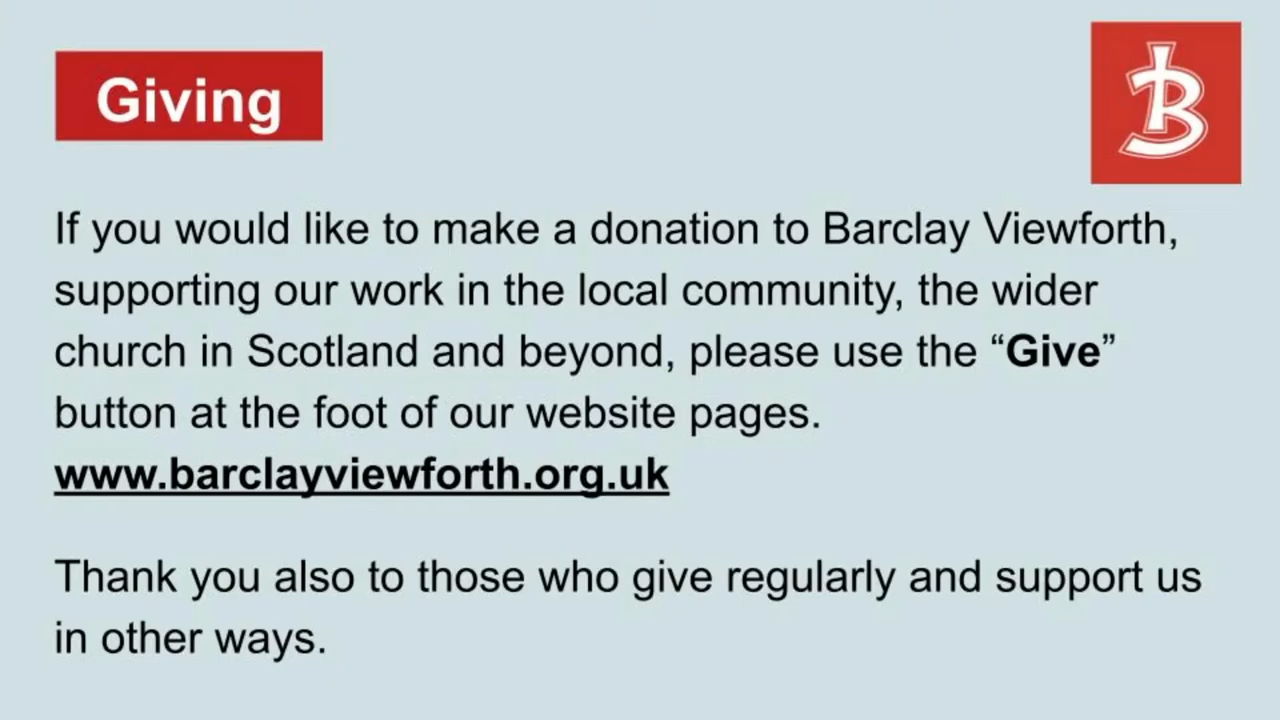 Giving
B
If you would like to make a donation to Barclay Viewforth,
supporting our work in the local community, the wider
church in Scotland and beyond, please use the “Give”
button at the foot of our website pages.
www.barclayviewforth.org.uk
Thank you also to those who give regularly and support us
in other ways.